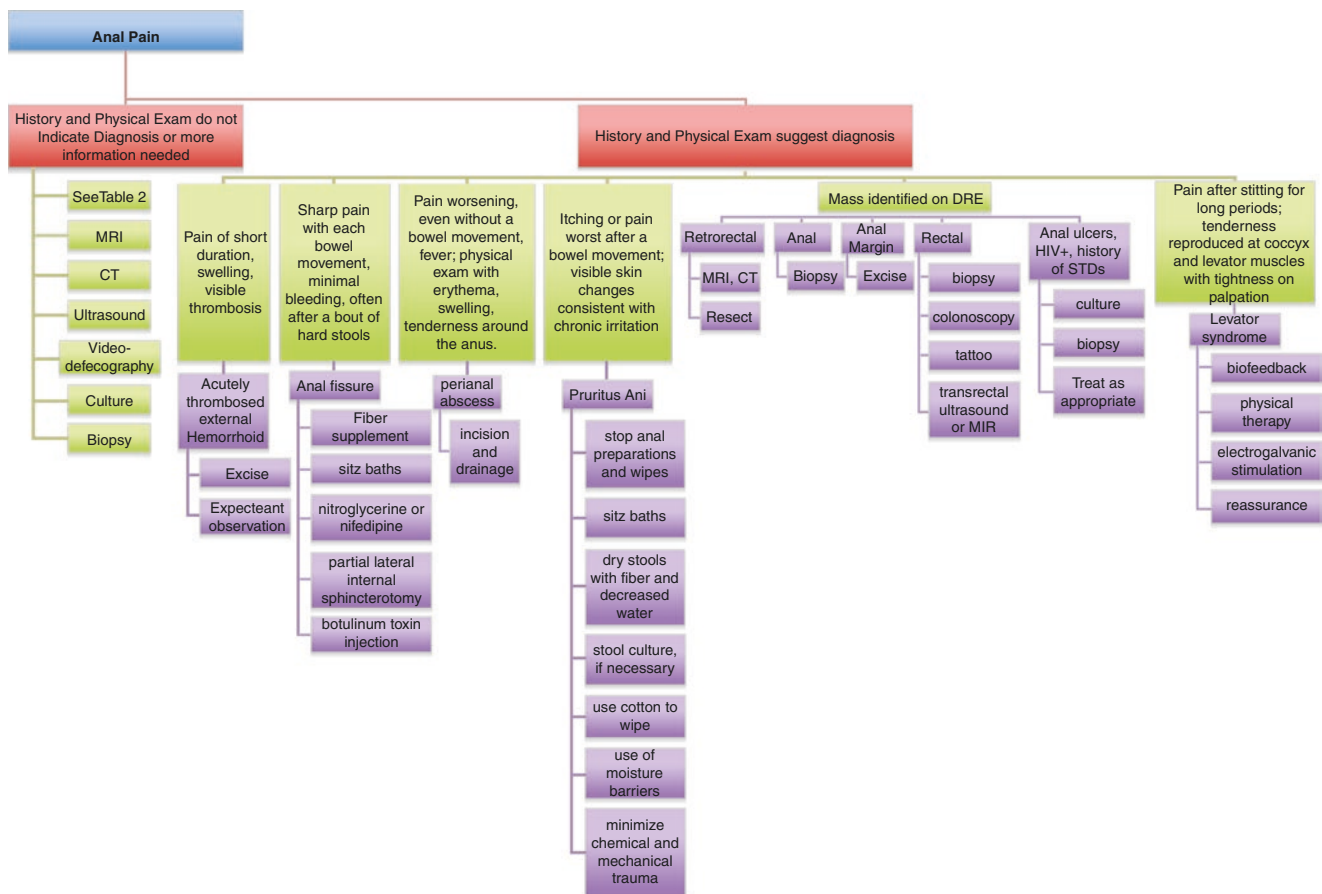 Anal Pain
History and Physical Exam do not
Indicate Diagnosis or more
information needed
History and Physical Exam suggest diagnosis
SeeTable 2
MRI
CT
Ultrasound
Video-
defecography
Culture
Biopsy
Pain of short
duration,
swelling,
visible
thrombosis
Acutely
thrombosed
external
Hemorrhoid
Excise
Expecteant
observation
Sharp pain
with each
bowel
movement,
minimal
bleeding, often
after a bout of
hard stools
Anal fissure
Fiber
supplement
sitz baths
nitroglycerine or
nifedipine
partial lateral
internal
sphincterotomy
botulinum toxin
injection
Pain worsening,
even without a
bowel movement,
fever; physical
exam with
erythema,
swelling,
tenderness around
the anus.
perianal
abscess
incision
and
drainage
Itching or pain
worst after a
bowel movement;
visible skin
changes
consistent with
chronic irritation
Pruritus Ani
stop anal
preparations
and wipes
sitz baths
dry stools
with fiber and
decreased
water
stool culture,
if necessary
use cotton to
wipe
use of
moisture
barriers
minimize
chemical and
mechanical
trauma
Mass identified on DRE
Retrorectal
MRI, CT
Resect
Anal
Biopsy
Anal
Margin
Excise
Rectal
biopsy
colonoscopy
tattoo
transrectal
ultrasound
or MIR
Anal ulcers,
HIV+, history
of STDs
culture
biopsy
Treat as
appropriate
Pain after stitting for
long periods;
tenderness
reproduced at coccyx
and levator muscles
with tightness on
palpation
Levator
syndrome
biofeedback
physical
therapy
electrogalvanic
stimulation
reassurance